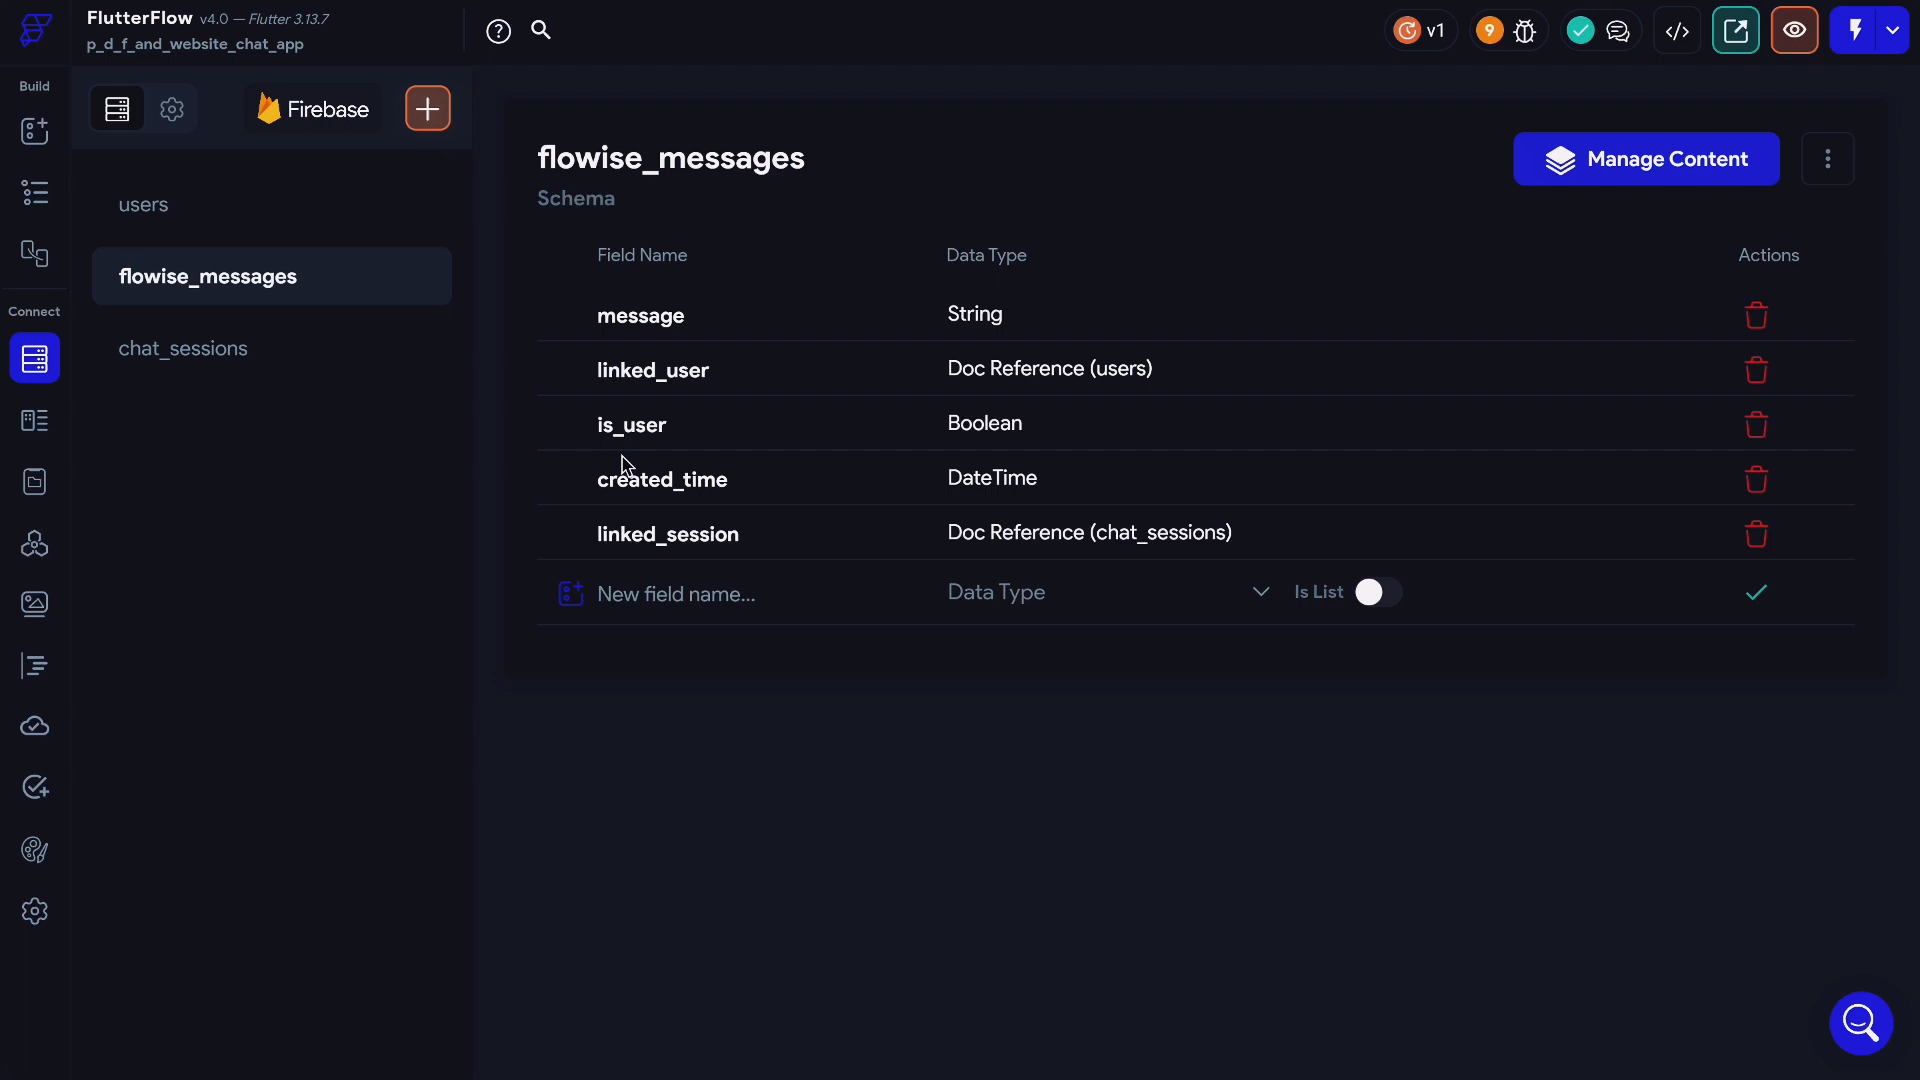 FlutterFlow v4.0 — Flutter 3.13.7
p_d_f_and_website_chat_app
v1
9
Build
Connect
Firebase
users
flowise_messages
chat_sessions
flowise_messages
Schema
Manage Content
Field Name Data Type Actions
message String
linked_user Doc Reference (users)
is_user Boolean
created_time DateTime
linked_session Doc Reference (chat_sessions)
New field name... Data Type Is List